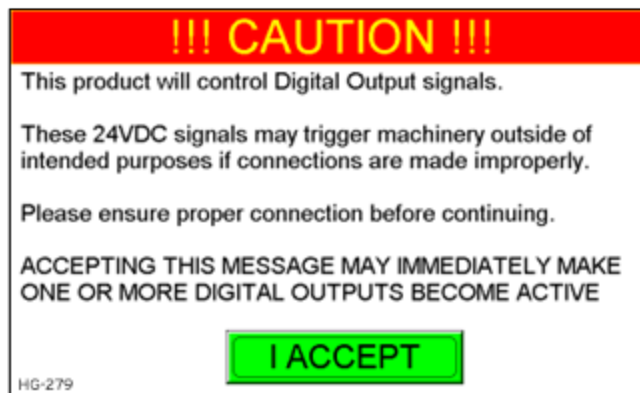 !!! CAUTION !!!
This product will control Digital Output signals.
These 24VDC signals may trigger machinery outside of
intended purposes if connections are made improperly.
Please ensure proper connection before continuing.
ACCEPTING THIS MESSAGE MAY IMMEDIATELY MAKE
ONE OR MORE DIGITAL OUTPUTS BECOME ACTIVE
I ACCEPT
HG-279